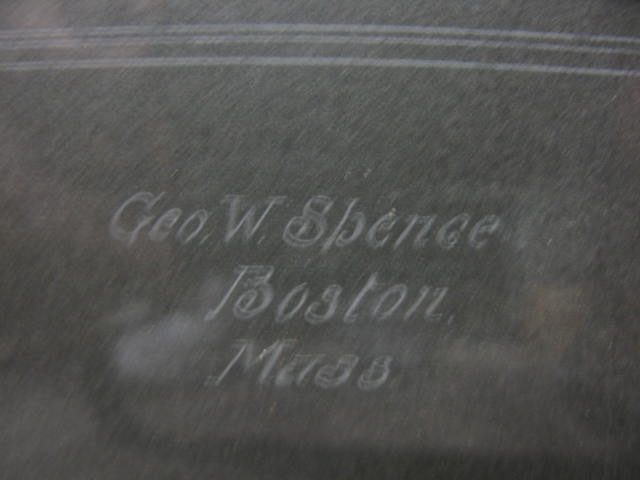 Geo. W. Spence
Boston,
Mass